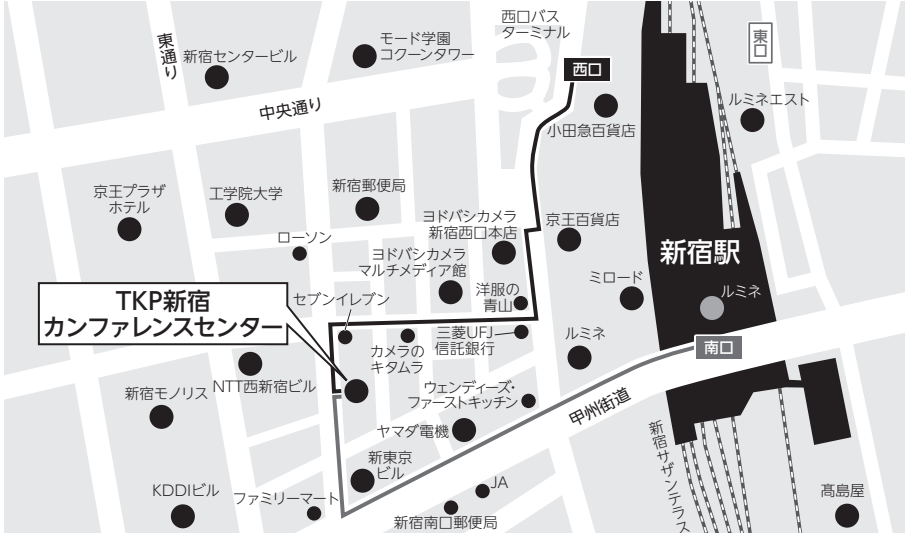 西口バス
ターミナル
東通り
新宿センタービル
モード学園
コクーンタワー
東口
西口
中央通り
小田急百貨店
ルミネエスト
京王プラザ
ホテル
工学院大学
新宿郵便局
ヨドバシカメラ
新宿西口本店
京王百貨店
ローソン
ヨドバシカメラ
マルチメディア館
新宿駅
洋服の
青山
ミロード
ルミネ
TKP新宿
カンファレンスセンター
セブンイレブン
カメラの
キタムラ
三菱UFJ
信託銀行
ルミネ
南口
新宿モノリス
NTT西新宿ビル
ウェンディーズ・
ファーストキッチン
甲州街道
ヤマダ電機
新東京
ビル
新宿サザンテラス
KDDIビル
ファミリーマート
JA
新宿南口郵便局
髙島屋